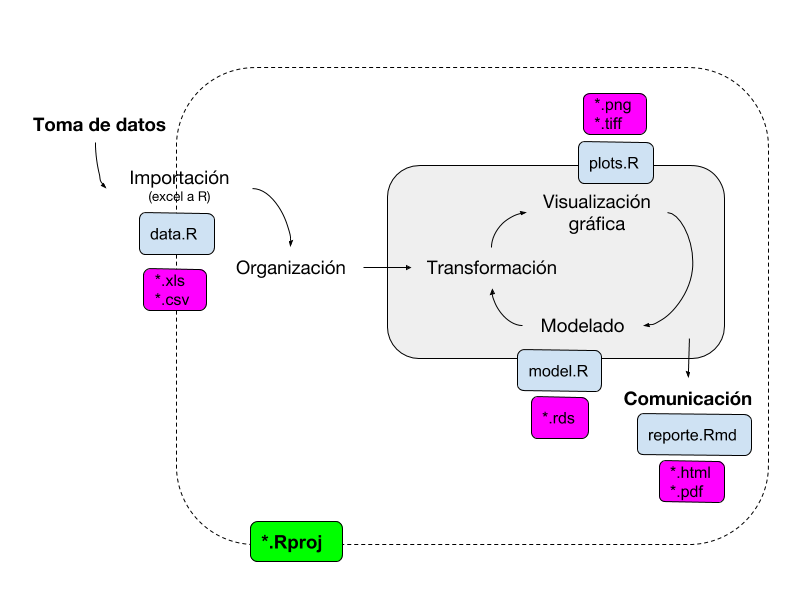 Toma de datos
Importación
(excel a R)
data.R
*.xls
*.csv
Organización
Transformación
*.png
*.tiff
plots.R
Visualización
gráfica
Modelado
model.R
*.rds
Comunicación
reporte.Rmd
*.html
*.pdf
*.Rproj